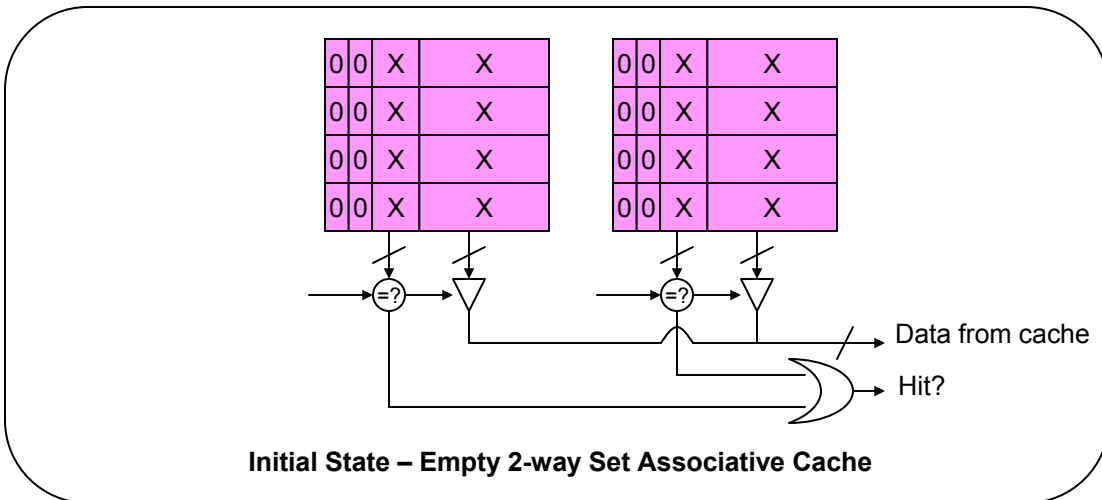 0 0 X X 0 0 X X
0 0 X X 0 0 X X
0 0 X X 0 0 X X
0 0 X X 0 0 X X
=? =?
Data from cache
Hit?
Initial State – Empty 2-way Set Associative Cache